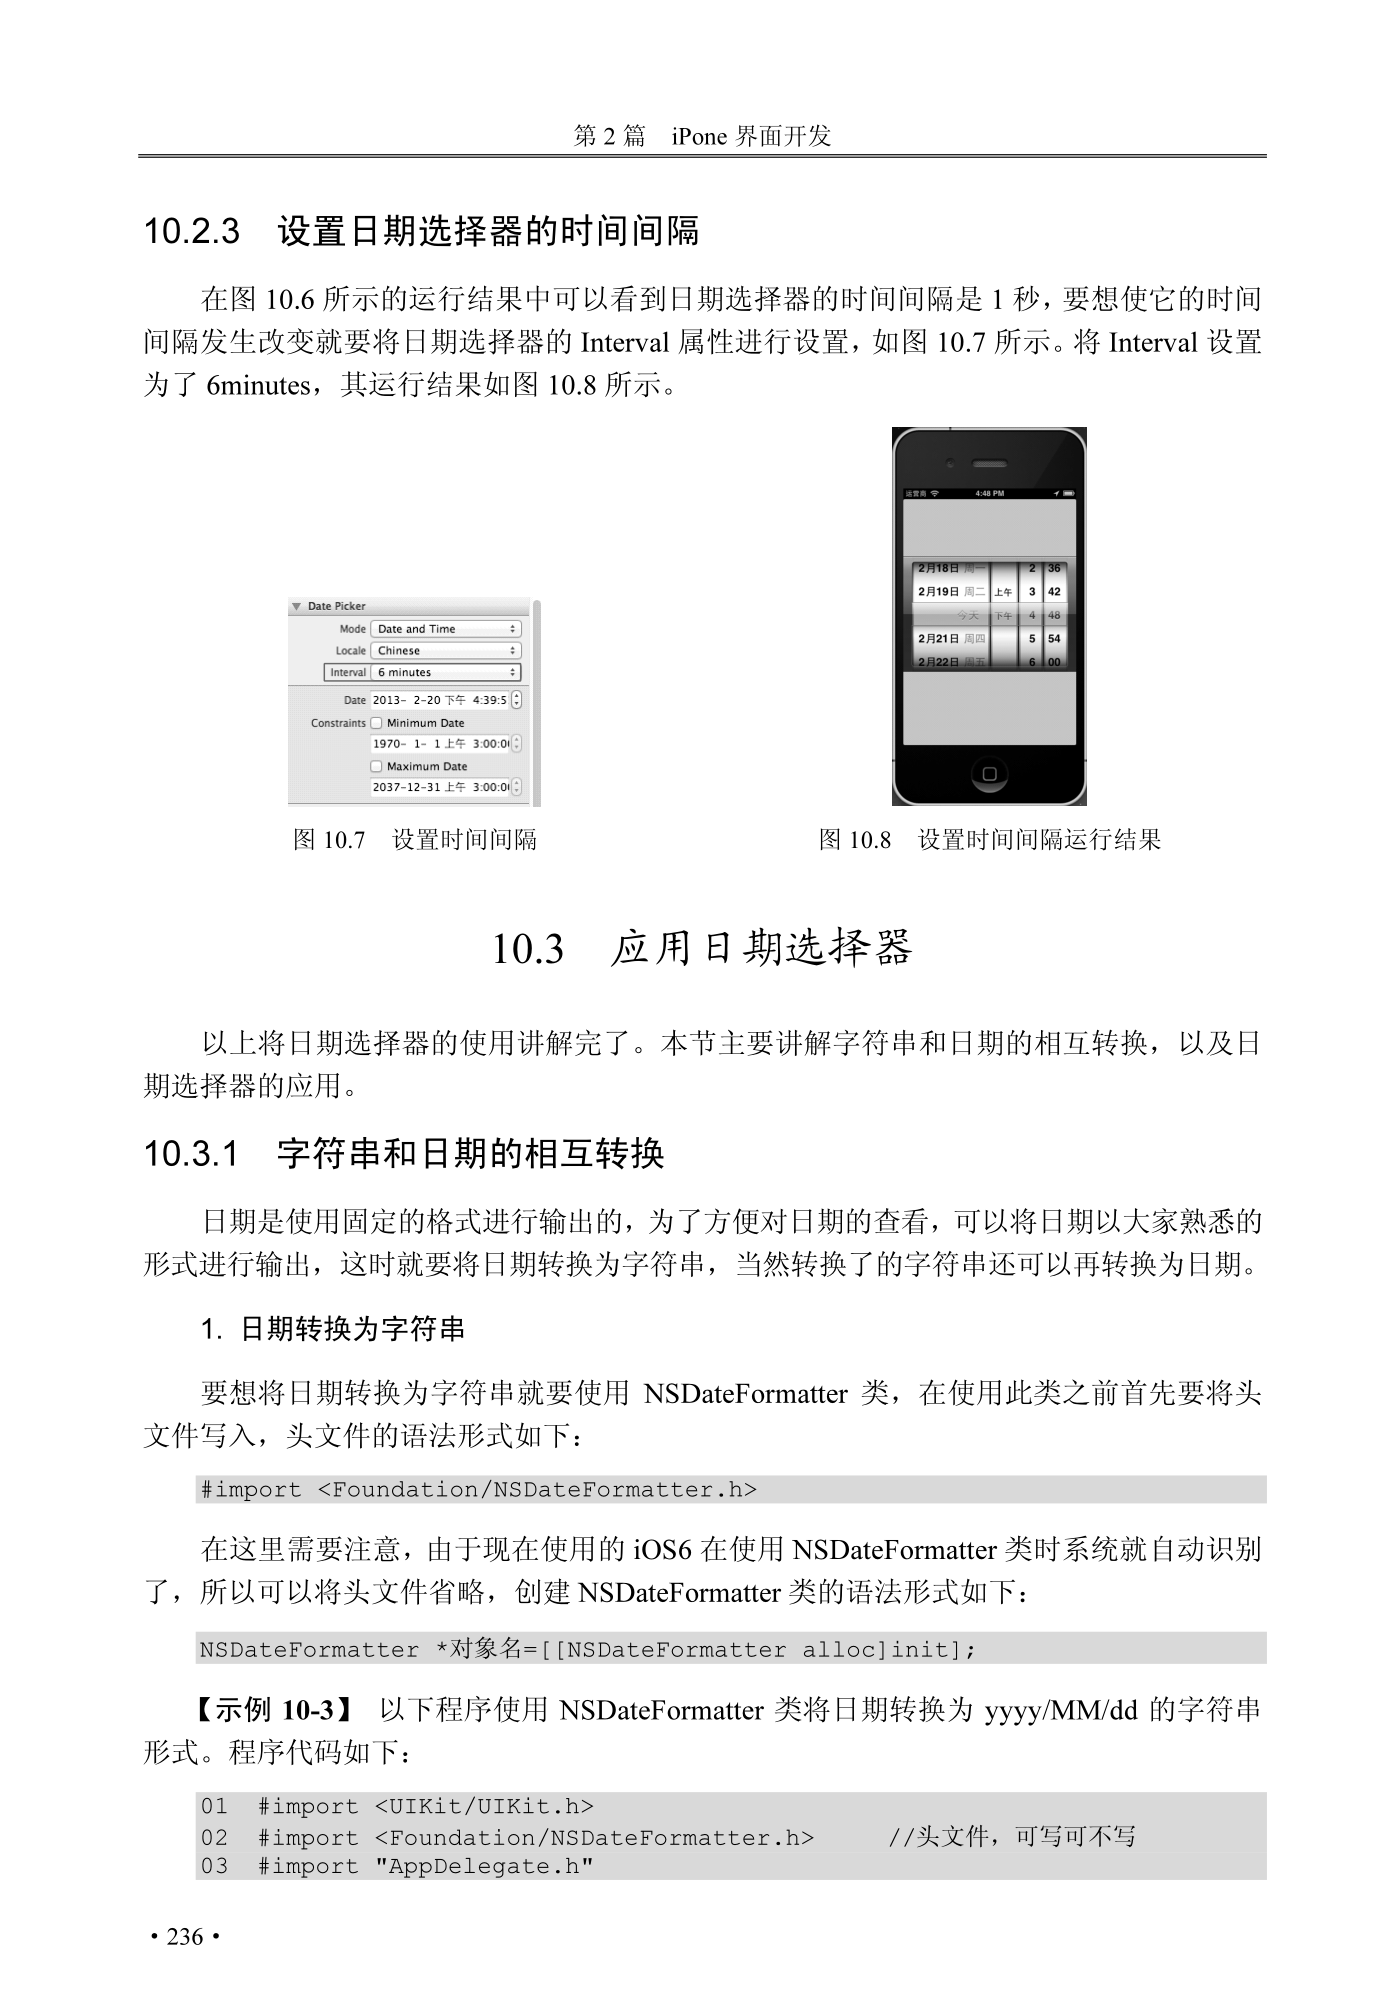 第 2 篇　iPone 界面开发
10.2.3　设置日期选择器的时间间隔
在图 10.6 所示的运行结果中可以看到日期选择器的时间间隔是 1 秒，要想使它的时间
间隔发生改变就要将日期选择器的 Interval 属性进行设置，如图 10.7 所示。将 Interval 设置
为了 6minutes，其运行结果如图 10.8 所示。
Date Picker
Mode Date and Time
Locale Chinese
Interval 6 minutes
Date 2013- 2-20 下午 4:39:5
Constraints Minimum Date
1970- 1- 1 上午 3:00:0
Maximum Date
2037-12-31 上午 3:00:0
运营商 4:48 PM
2月18日 周一 2 36
2月19日 周二 上午 3 42
今天 下午 4 48
2月21日 周四 5 54
2月22日 周五 6 00
图 10.7　设置时间间隔
图 10.8　设置时间间隔运行结果
10.3　应用日期选择器
以上将日期选择器的使用讲解完了。本节主要讲解字符串和日期的相互转换，以及日
期选择器的应用。
10.3.1　字符串和日期的相互转换
日期是使用固定的格式进行输出的，为了方便对日期的查看，可以将日期以大家熟悉的
形式进行输出，这时就要将日期转换为字符串，当然转换了的字符串还可以再转换为日期。
1. 日期转换为字符串
要想将日期转换为字符串就要使用 NSDateFormatter 类，在使用此类之前首先要将头
文件写入，头文件的语法形式如下：
#import <Foundation/NSDateFormatter.h>
在这里需要注意，由于现在使用的 iOS6 在使用 NSDateFormatter 类时系统就自动识别
了，所以可以将头文件省略，创建 NSDateFormatter 类的语法形式如下：
NSDateFormatter *对象名=[[NSDateFormatter alloc]init];
【示例 10-3】 以下程序使用 NSDateFormatter 类将日期转换为 yyyy/MM/dd 的字符串
形式。程序代码如下：
01  #import <UIKit/UIKit.h>
02  #import <Foundation/NSDateFormatter.h>     //头文件，可写可不写
03  #import "AppDelegate.h"
• 236 •